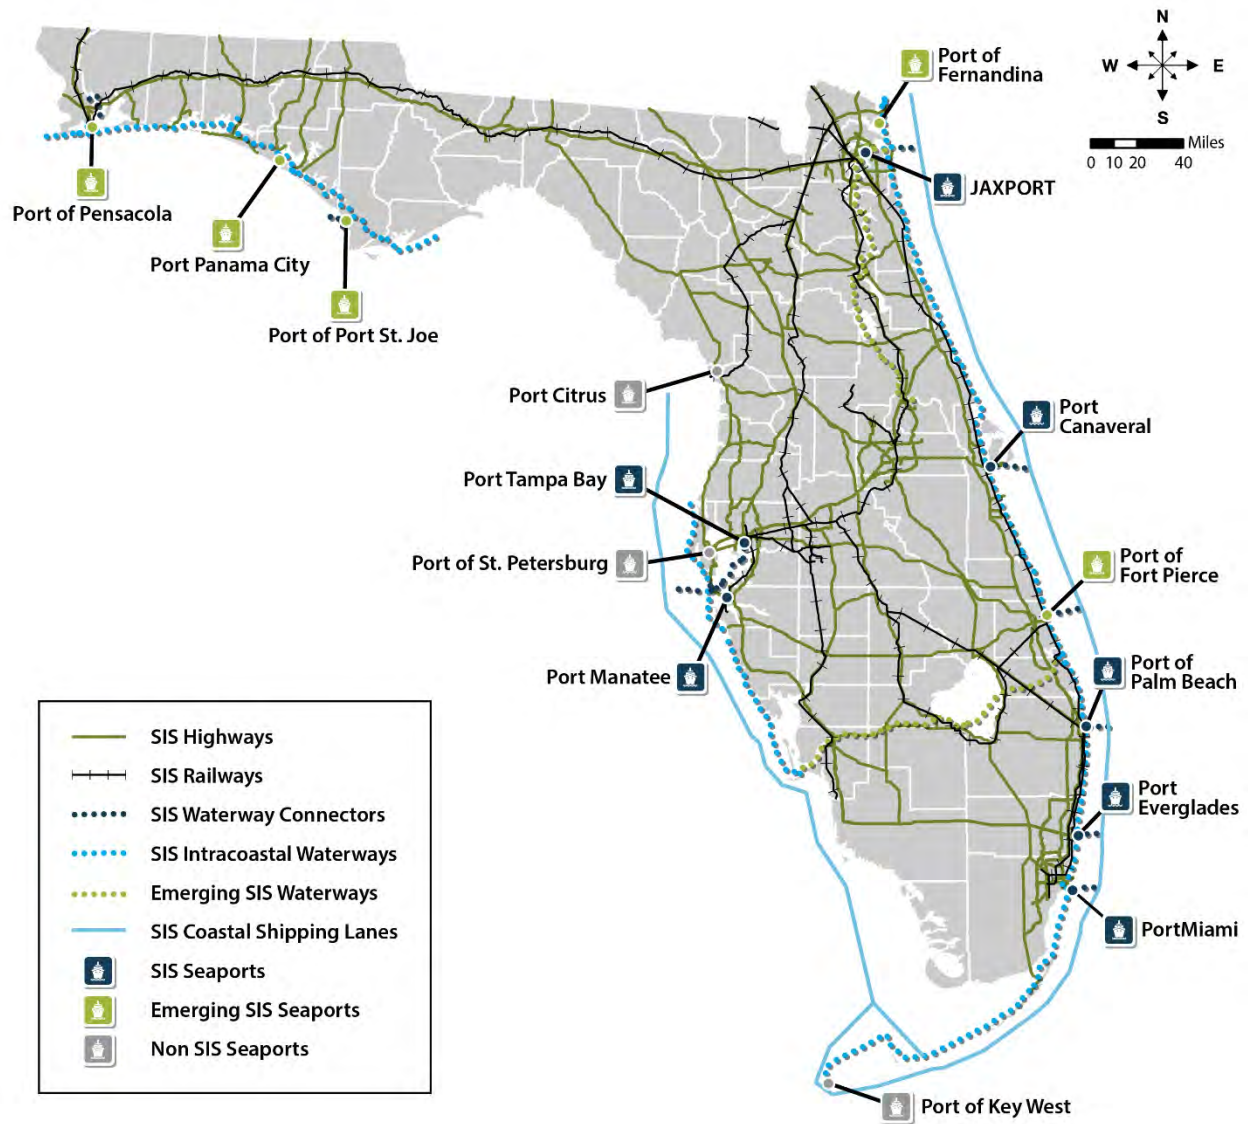 N
W E
S
Miles
0 10 20 40
Port of
Fernandina
JAXPORT
Port of Pensacola
Port Panama City
Port of Port St. Joe
Port Citrus
Port
Canaveral
Port Tampa Bay
Port of St. Petersburg
Port of
Fort Pierce
Port Manatee
Port of
Palm Beach
Port
Everglades
PortMiami
Port of Key West
SIS Highways
SIS Railways
SIS Waterway Connectors
SIS Intracoastal Waterways
Emerging SIS Waterways
SIS Coastal Shipping Lanes
SIS Seaports
Emerging SIS Seaports
Non SIS Seaports